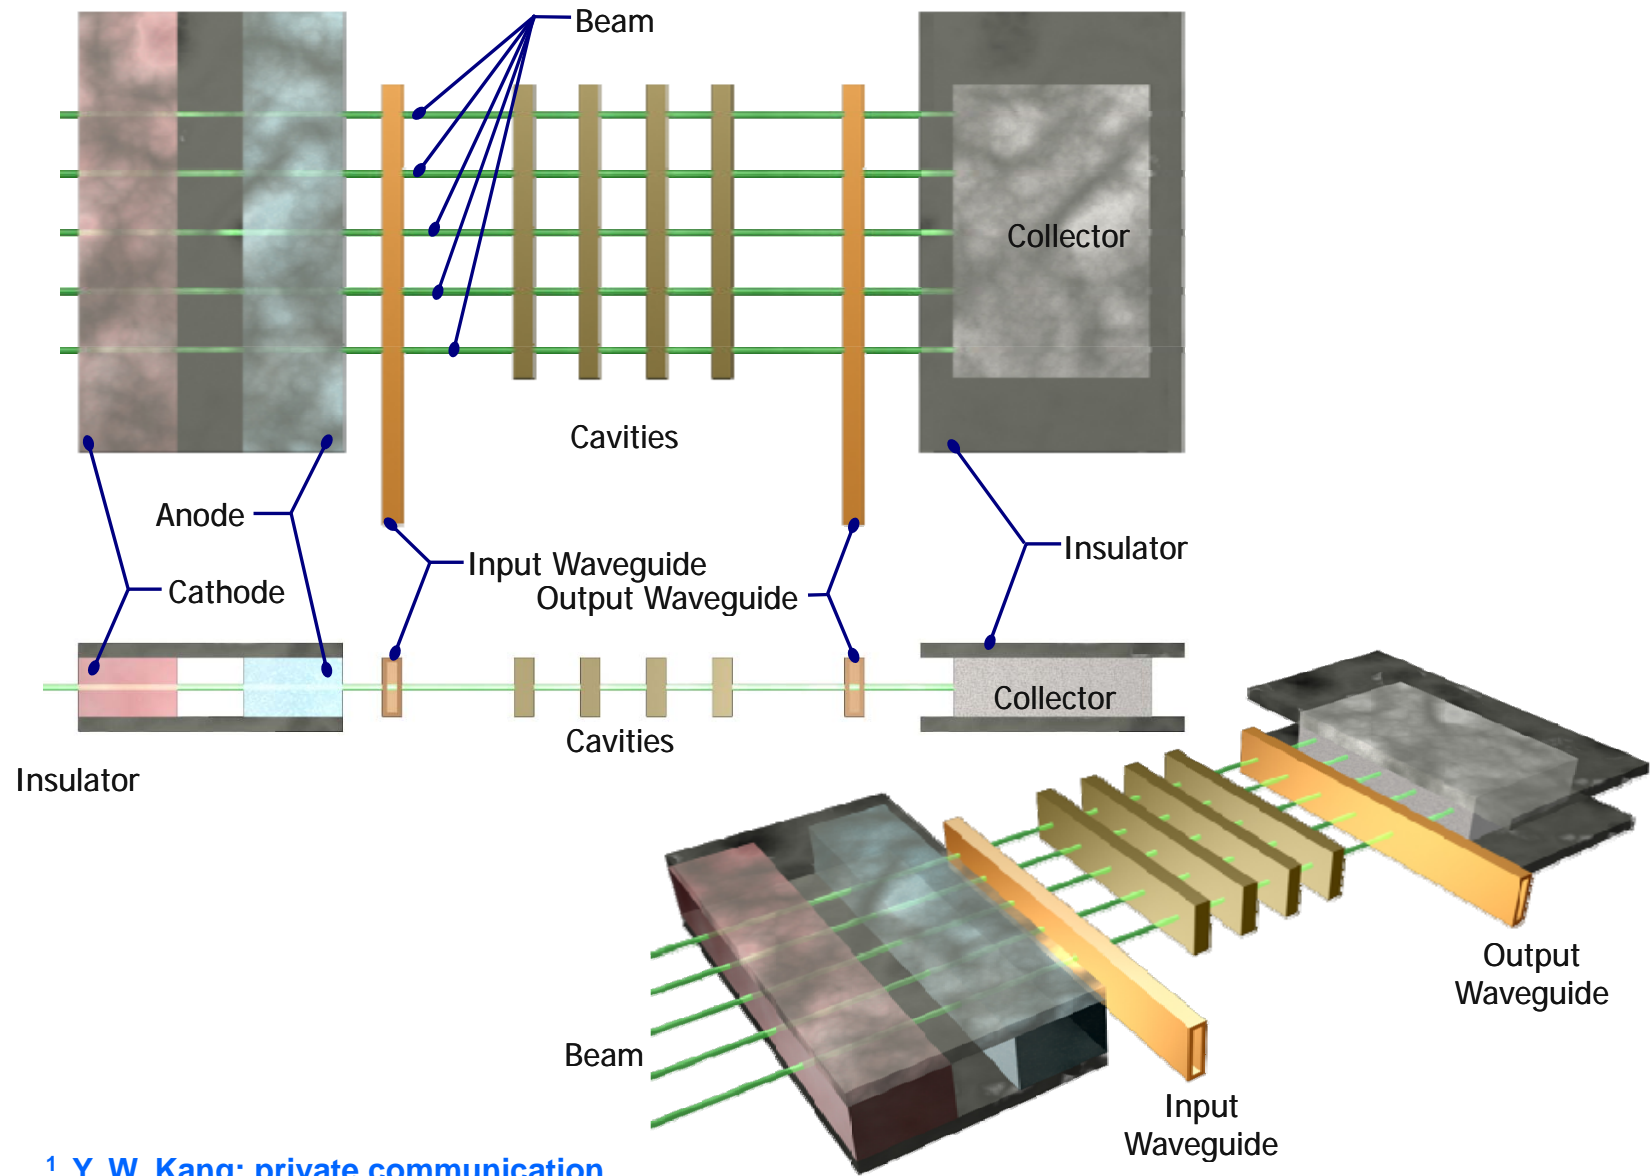 Beam
Collector
Cavities
Anode
Input Waveguide
Insulator
Cathode
Output Waveguide
Collector
Cavities
Insulator
Output
Waveguide
Beam
Input
Waveguide
1 Y. W. Kang: private communication